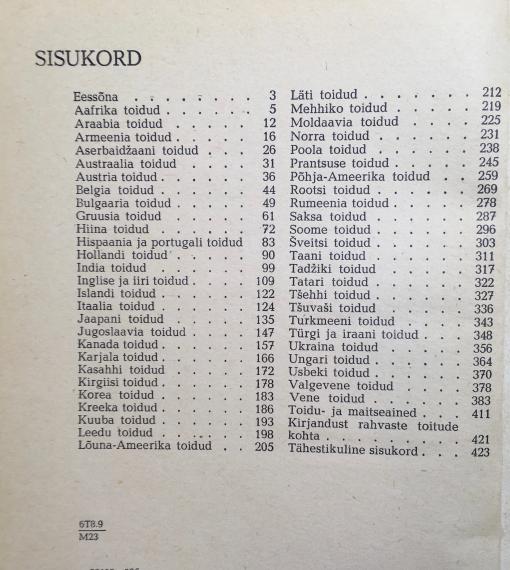 SISUKORD
Eessõna . . . . . . . . 3
Aafrika toidud . . . . . . 5
Araabia toidud . . . . . . 12
Armeenia toidud . . . . . 16
Aserbaidžaani toidud . . . 26
Austraalia toidud . . . . . 31
Austria toidud . . . . . . 36
Belgia toidud . . . . . . 44
Bulgaaria toidud . . . . . 49
Gruusia toidud . . . . . . 61
Hiina toidud . . . . . . . 72
Hispaania ja portugali toidud 83
Hollandi toidud . . . . . 90
India toidud . . . . . . . 99
Inglise ja iiri toidud . . . . 109
Islandi toidud . . . . . . 122
Itaalia toidud . . . . . . 124
Jaapani toidud . . . . . . 135
Jugoslaavia toidud . . . . 147
Kanada toidud . . . . . . 157
Karjala toidud . . . . . . 166
Kasahhi toidud . . . . . . 172
Kirgiisi toidud . . . . . . 178
Korea toidud . . . . . . 183
Kreeka toidud . . . . . . 186
Kuuba toidud . . . . . . 193
Leedu toidud . . . . . . 198
Lõuna-Ameerika toidud . . 205
Läti toidud . . . . . . . 212
Mehhiko toidud . . . . . 219
Moldaavia toidud . . . . 225
Norra toidud . . . . . . 231
Poola toidud . . . . . . 238
Prantsuse toidud . . . . . 245
Põhja-Ameerika toidud . . 259
Rootsi toidud . . . . . . 269
Rumeenia toidud . . . . . 278
Saksa toidud . . . . . . 287
Soome toidud . . . . . . 296
Šveitsi toidud . . . . . . 303
Taani toidud . . . . . . 311
Tadžiki toidud . . . . . . 317
Tatari toidud . . . . . . 322
Tšehhi toidud . . . . . . 327
Tšuvaši toidud . . . . . . 336
Turkmeeni toidud . . . . 343
Türgi ja iraani toidud . . . 348
Ukraina toidud . . . . . 356
Ungari toidud . . . . . . 364
Usbeki toidud . . . . . . 370
Valgevene toidud . . . . . 378
Vene toidud . . . . . . . 383
Toidu- ja maitseained . . . 411
Kirjandust rahvaste toitude
kohta . . . . . . . . . 421
Tähestikuline sisukord . . . 423
6T8.9
M23